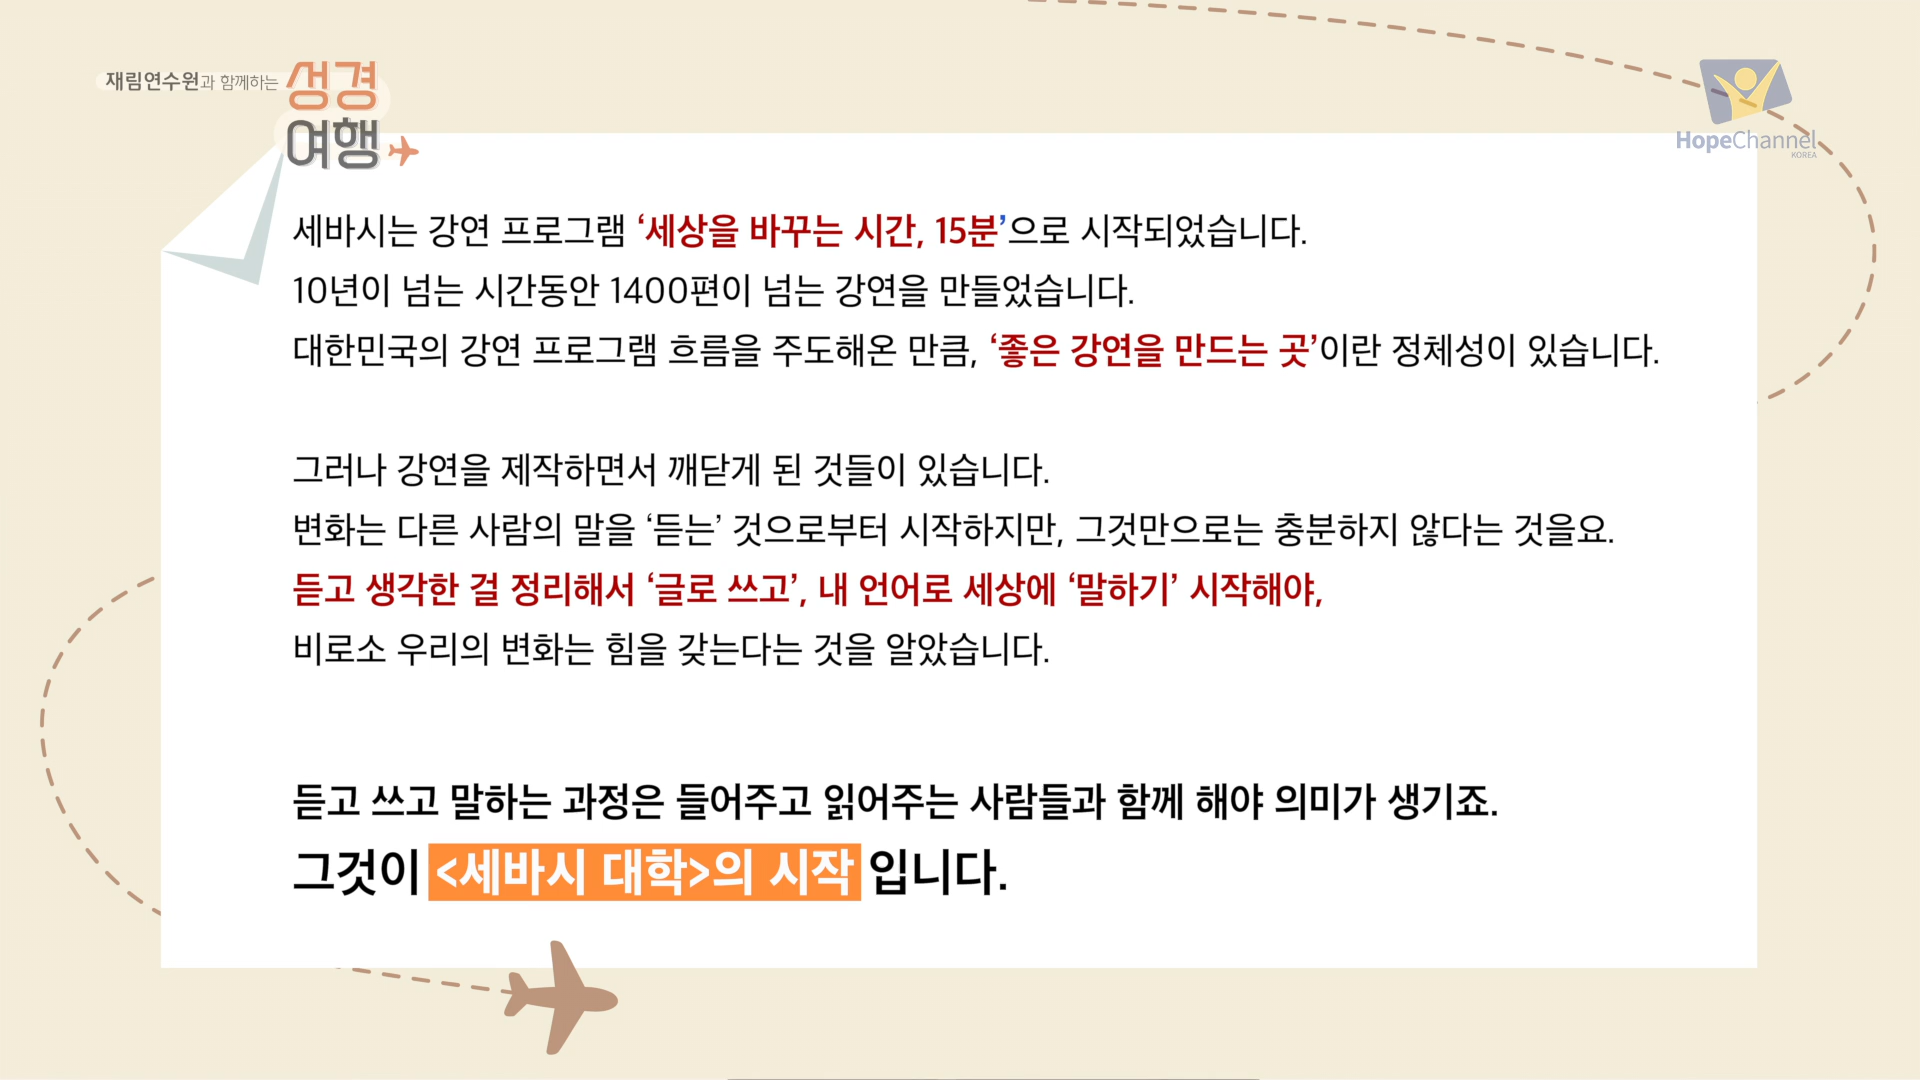 재림연수원과 함께하는
성경
여행
HopeChannel
KOREA
세바시는 강연 프로그램 ‘세상을 바꾸는 시간, 15분’으로 시작되었습니다.
10년이 넘는 시간동안 1400편이 넘는 강연을 만들었습니다.
대한민국의 강연 프로그램 흐름을 주도해온 만큼, ‘좋은 강연을 만드는 곳’이란 정체성이 있습니다.
그러나 강연을 제작하면서 깨닫게 된 것들이 있습니다.
변화는 다른 사람의 말을 ‘듣는’ 것으로부터 시작하지만, 그것만으로는 충분하지 않다는 것을요.
듣고 생각한 걸 정리해서 ‘글로 쓰고’, 내 언어로 세상에 ‘말하기’ 시작해야,
비로소 우리의 변화는 힘을 갖는다는 것을 알았습니다.
듣고 쓰고 말하는 과정은 들어주고 읽어주는 사람들과 함께 해야 의미가 생기죠.
그것이 <세바시 대학>의 시작 입니다.